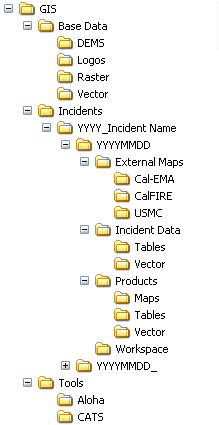 GIS
Base Data
DEMS
Logos
Raster
Vector
Incidents
YYYY_Incident Name
YYYYMMDD
External Maps
Cal-EMA
CalFIRE
USMC
Incident Data
Tables
Vector
Products
Maps
Tables
Vector
Workspace
YYYYMMDD_
Tools
Aloha
CATS